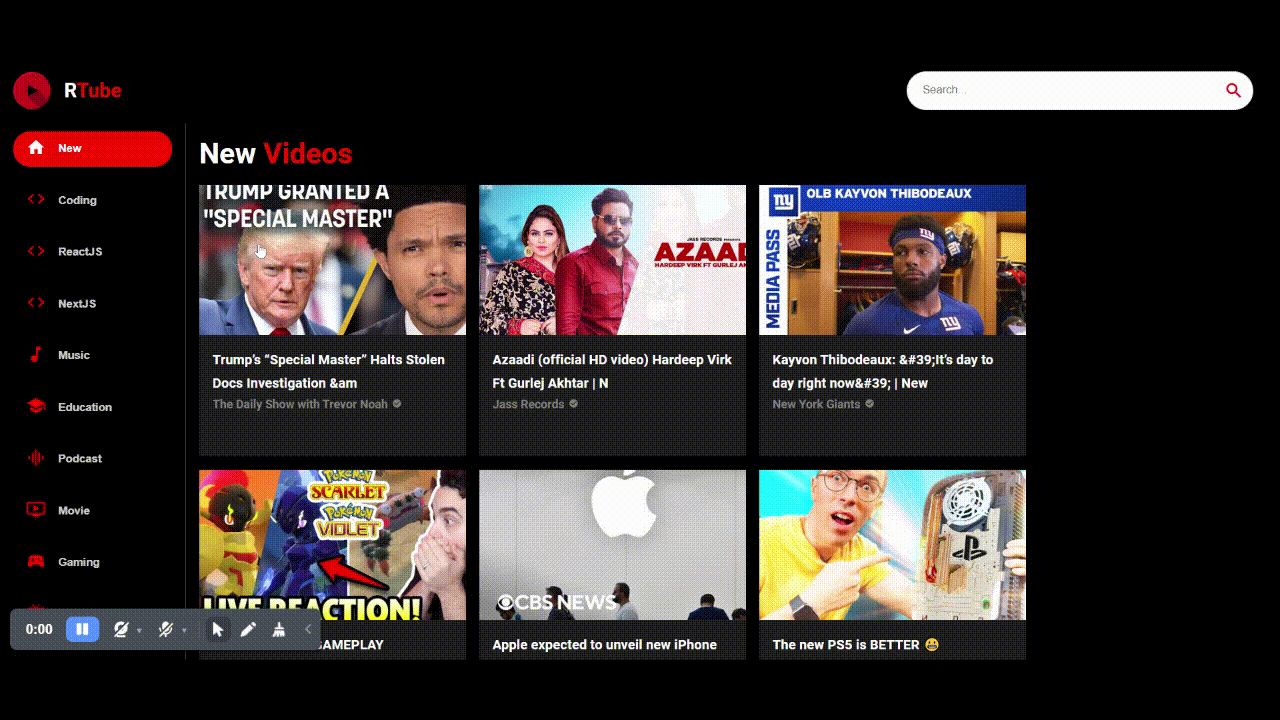 RTube
Search...
New
Coding
ReactJS
NextJS
Music
Education
Podcast
Movie
Gaming
New Videos
TRUMP GRANTED A
"SPECIAL MASTER"
Trump's “Special Master” Halts Stolen
Docs Investigation &am
The Daily Show with Trevor Noah
JASS RECORDS PRESENTS
AZAAD
HARDEEP VIRK FT GURLEJ
Azaadi (official HD video) Hardeep Virk
Ft Gurlej Akhtar | N
Jass Records
ny
OLB KAYVON THIBODEAUX
MEDIA PASS
ny
ny
Kayvon Thibodeaux: &#39;It’s day to
day right now&#39; | New
New York Giants
POKÉMON
SCARLET
POKÉMON
VIOLET
LIVE REACTION!
GAMEPLAY
CBS NEWS
Apple expected to unveil new iPhone
The new PS5 is BETTER 😬
0:00